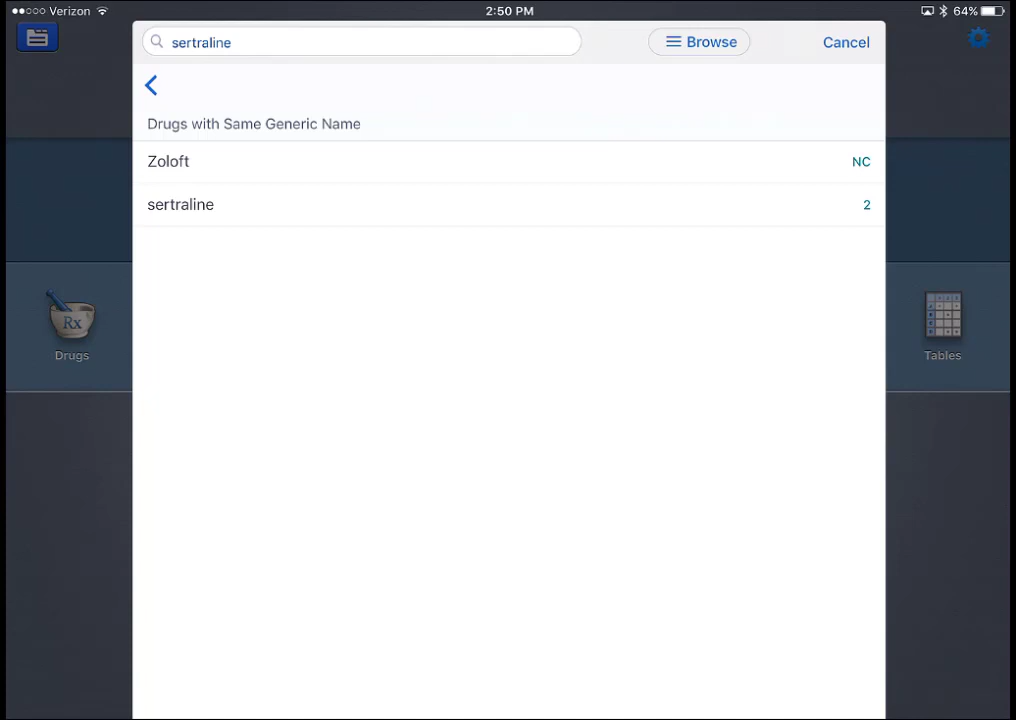 Verizon 2:50 PM 64%
sertraline Browse Cancel
Drugs with Same Generic Name
Zoloft NC
sertraline 2
Rx
Drugs Tables